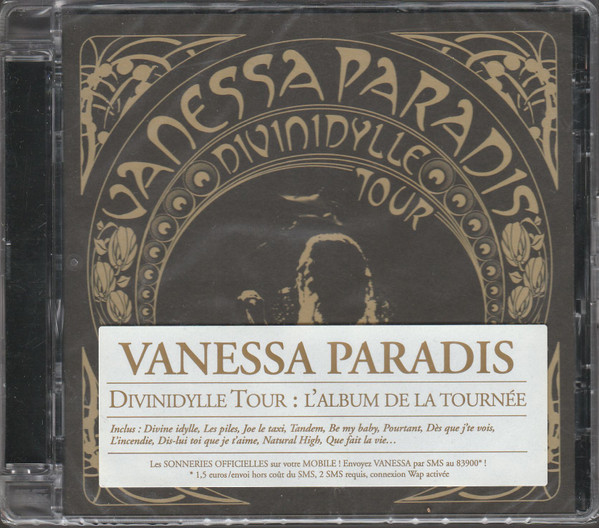 VANESSA PARADIS
DIVINIDYLLE
TOUR
VANESSA PARADIS
DIVINIDYLLE TOUR : L'ALBUM DE LA TOURNÉE
Inclus : Divine idylle, Les piles, Joe le taxi, Tandem, Be my baby, Pourtant, Dès que j'te vois,
L'incendie, Dis-lui toi que je t'aime, Natural High, Que fait la vie...
Les SONNERIES OFFICIELLES sur votre MOBILE ! Envoyez VANESSA par SMS au 83900* !
* 1,5 euros/envoi hors coût du SMS, 2 SMS requis, connexion Wap activée